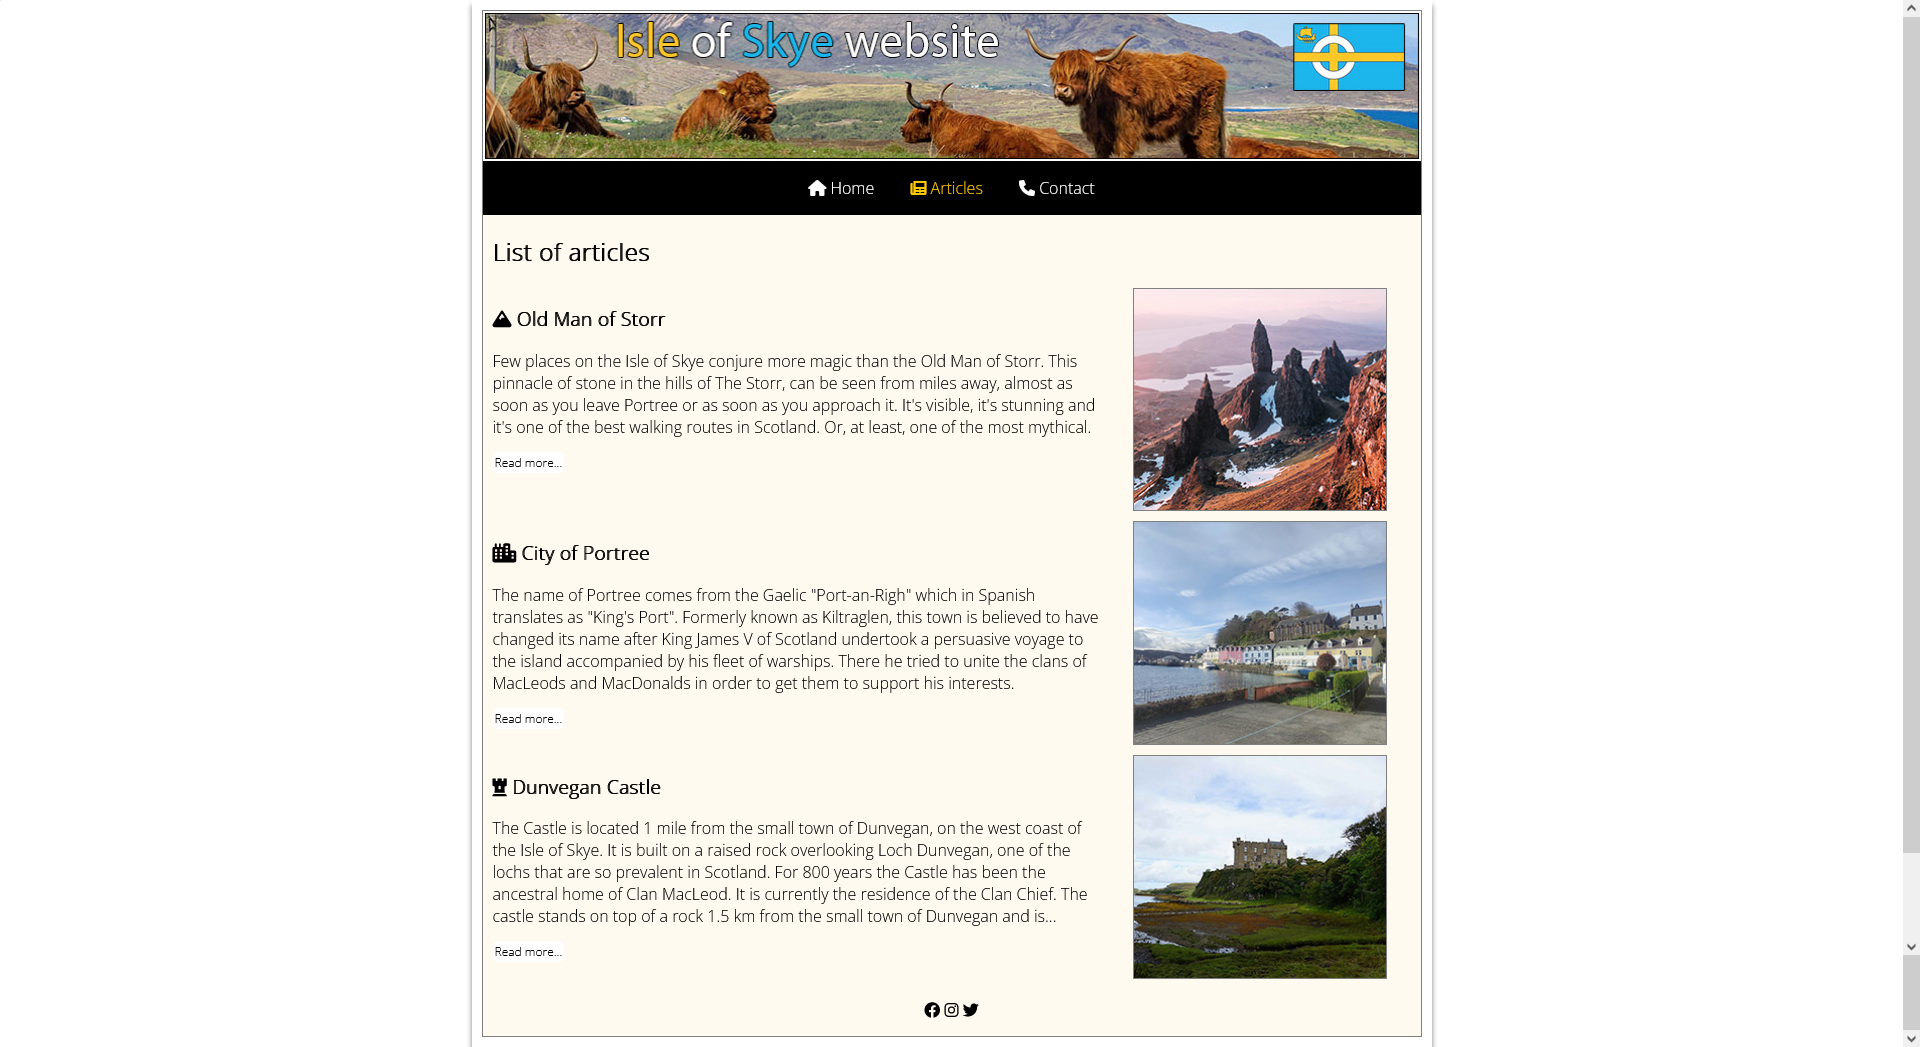 Isle of Skye website
Home Articles Contact
List of articles
Old Man of Storr
Few places on the Isle of Skye conjure more magic than the Old Man of Storr. This
pinnacle of stone in the hills of The Storr, can be seen from miles away, almost as
soon as you leave Portree or as soon as you approach it. It's visible, it's stunning and
it's one of the best walking routes in Scotland. Or, at least, one of the most mythical.
Read more...
City of Portree
The name of Portree comes from the Gaelic "Port-an-Righ" which in Spanish
translates as "King's Port". Formerly known as Kiltraglen, this town is believed to have
changed its name after King James V of Scotland undertook a persuasive voyage to
the island accompanied by his fleet of warships. There he tried to unite the clans of
MacLeods and MacDonalds in order to get them to support his interests.
Read more...
Dunvegan Castle
The Castle is located 1 mile from the small town of Dunvegan, on the west coast of
the Isle of Skye. It is built on a raised rock overlooking Loch Dunvegan, one of the
lochs that are so prevalent in Scotland. For 800 years the Castle has been the
ancestral home of Clan MacLeod. It is currently the residence of the Clan Chief. The
castle stands on top of a rock 1.5 km from the small town of Dunvegan and is...
Read more...